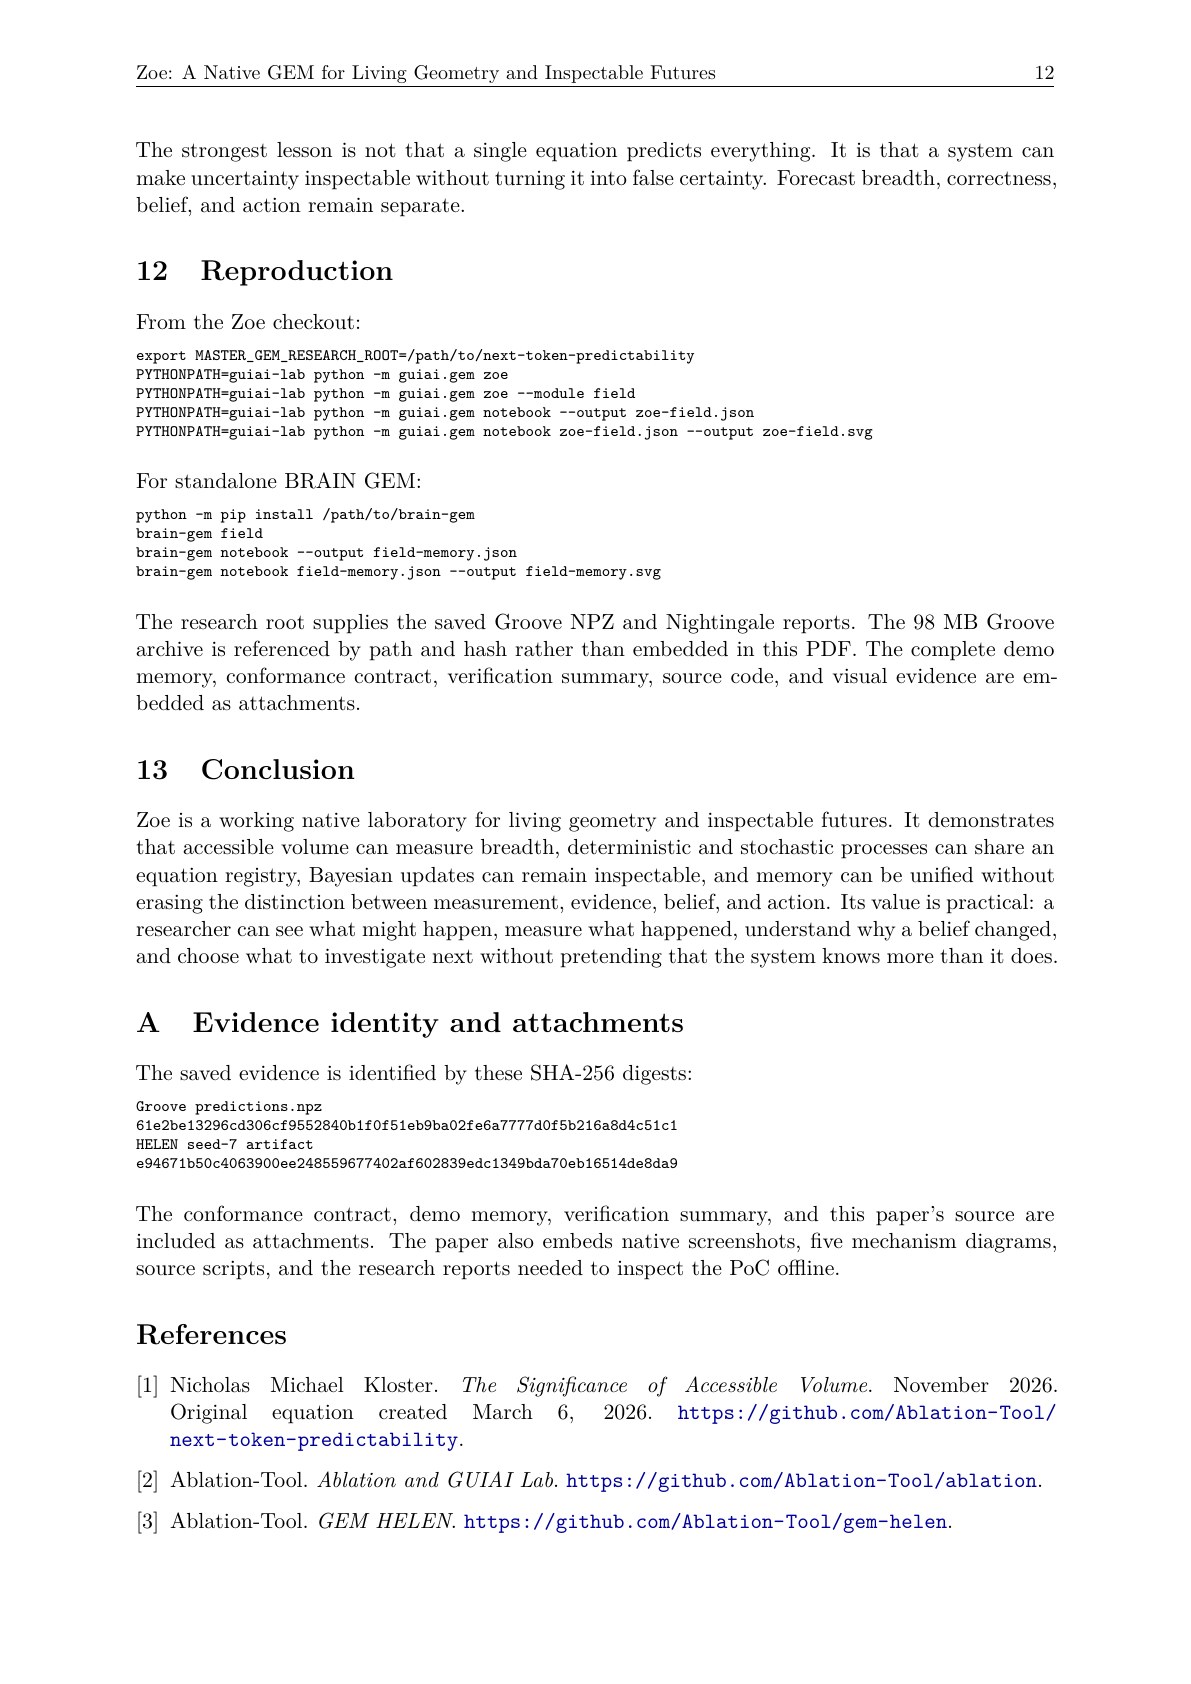 Zoe: A Native GEM for Living Geometry and Inspectable Futures 12
The strongest lesson is not that a single equation predicts everything. It is that a system can
make uncertainty inspectable without turning it into false certainty. Forecast breadth, correctness,
belief, and action remain separate.
12 Reproduction
From the Zoe checkout:
export MASTER_GEM_RESEARCH_ROOT=/path/to/next-token-predictability
PYTHONPATH=guiai-lab python -m guiai.gem zoe
PYTHONPATH=guiai-lab python -m guiai.gem zoe --module field
PYTHONPATH=guiai-lab python -m guiai.gem notebook --output zoe-field.json
PYTHONPATH=guiai-lab python -m guiai.gem notebook zoe-field.json --output zoe-field.svg
For standalone BRAIN GEM:
python -m pip install /path/to/brain-gem
brain-gem field
brain-gem notebook --output field-memory.json
brain-gem notebook field-memory.json --output field-memory.svg
The research root supplies the saved Groove NPZ and Nightingale reports. The 98 MB Groove
archive is referenced by path and hash rather than embedded in this PDF. The complete demo
memory, conformance contract, verification summary, source code, and visual evidence are em-
bedded as attachments.
13 Conclusion
Zoe is a working native laboratory for living geometry and inspectable futures. It demonstrates
that accessible volume can measure breadth, deterministic and stochastic processes can share an
equation registry, Bayesian updates can remain inspectable, and memory can be unified without
erasing the distinction between measurement, evidence, belief, and action. Its value is practical: a
researcher can see what might happen, measure what happened, understand why a belief changed,
and choose what to investigate next without pretending that the system knows more than it does.
A Evidence identity and attachments
The saved evidence is identified by these SHA-256 digests:
Groove predictions.npz
61e2be13296cd306cf9552840b1f0f51eb9ba02fe6a7777d0f5b216a8d4c51c1
HELEN seed-7 artifact
e94671b50c4063900ee248559677402af602839edc1349bda70eb16514de8da9
The conformance contract, demo memory, verification summary, and this paper's source are
included as attachments. The paper also embeds native screenshots, five mechanism diagrams,
source scripts, and the research reports needed to inspect the PoC offline.
References
[1] Nicholas Michael Kloster. The Significance of Accessible Volume. November 2026.
Original equation created March 6, 2026. https://github.com/Ablation-Tool/
next-token-predictability.
[2] Ablation-Tool. Ablation and GUIAI Lab. https://github.com/Ablation-Tool/ablation.
[3] Ablation-Tool. GEM HELEN. https://github.com/Ablation-Tool/gem-helen.